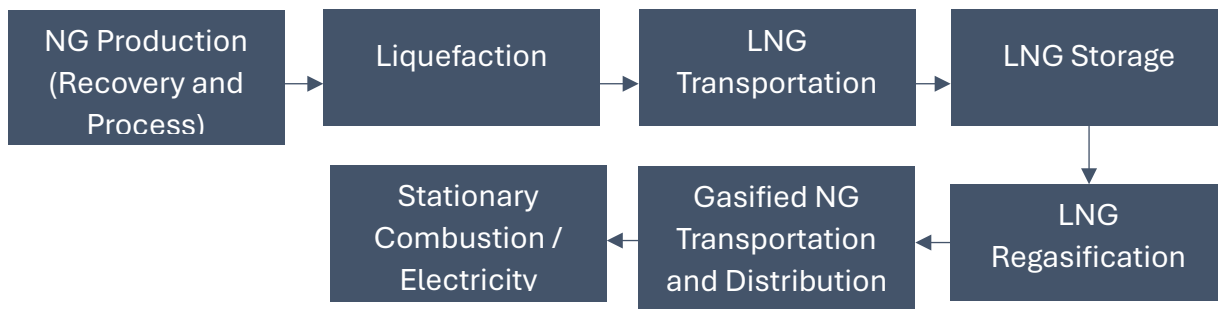 NG Production
(Recovery and
Process)
Liquefaction
LNG
Transportation
LNG Storage
LNG
Regasification
Gasified NG
Transportation
and Distribution
Stationary
Combustion /
Electricity